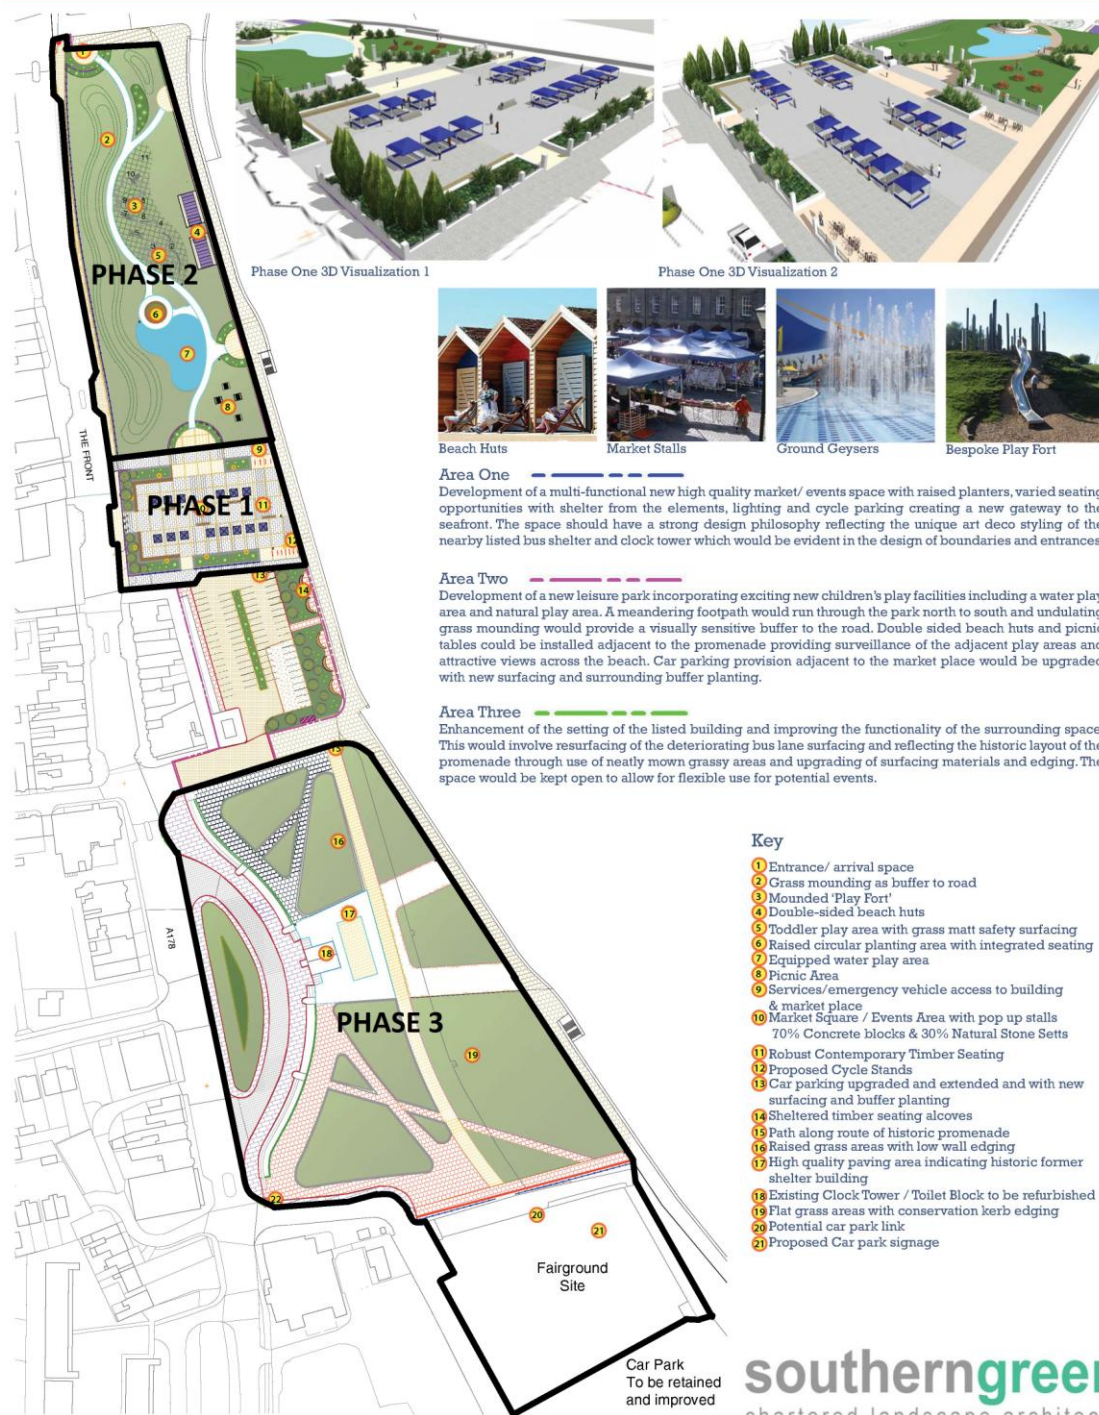 Phase One 3D Visualization 1
Phase One 3D Visualization 2
Beach Huts
Market Stalls
Ground Geysers
Bespoke Play Fort
PHASE 2
THE FRONT
PHASE 1
A178
PHASE 3
Fairground
Site
Car Park
To be retained
and improved
Area One
Development of a multi-functional new high quality market/ events space with raised planters, varied seating
opportunities with shelter from the elements, lighting and cycle parking creating a new gateway to the
seafront. The space should have a strong design philosophy reflecting the unique art deco styling of the
nearby listed bus shelter and clock tower which would be evident in the design of boundaries and entrances
Area Two
Development of a new leisure park incorporating exciting new children's play facilities including a water play
area and natural play area. A meandering footpath would run through the park north to south and undulating
grass mounding would provide a visually sensitive buffer to the road. Double sided beach huts and picnic
tables could be installed adjacent to the promenade providing surveillance of the adjacent play areas and
attractive views across the beach. Car parking provision adjacent to the market place would be upgraded
with new surfacing and surrounding buffer planting.
Area Three
Enhancement of the setting of the listed building and improving the functionality of the surrounding space
This would involve resurfacing of the deteriorating bus lane surfacing and reflecting the historic layout of the
promenade through use of neatly mown grassy areas and upgrading of surfacing materials and edging. The
space would be kept open to allow for flexible use for potential events.
Key
1 Entrance/ arrival space
2 Grass mounding as buffer to road
3 Mounded 'Play Fort'
4 Double-sided beach huts
5 Toddler play area with grass matt safety surfacing
6 Raised circular planting area with integrated seating
7 Equipped water play area
8 Picnic Area
9 Services/emergency vehicle access to building
& market place
10 Market Square / Events Area with pop up stalls
70% Concrete blocks & 30% Natural Stone Setts
11 Robust Contemporary Timber Seating
12 Proposed Cycle Stands
13 Car parking upgraded and extended and with new
surfacing and buffer planting
14 Sheltered timber seating alcoves
15 Path along route of historic promenade
16 Raised grass areas with low wall edging
17 High quality paving area indicating historic former
shelter building
18 Existing Clock Tower / Toilet Block to be refurbished
19 Flat grass areas with conservation kerb edging
20 Potential car park link
21 Proposed Car park signage
southerngreen
chartered landscape architec